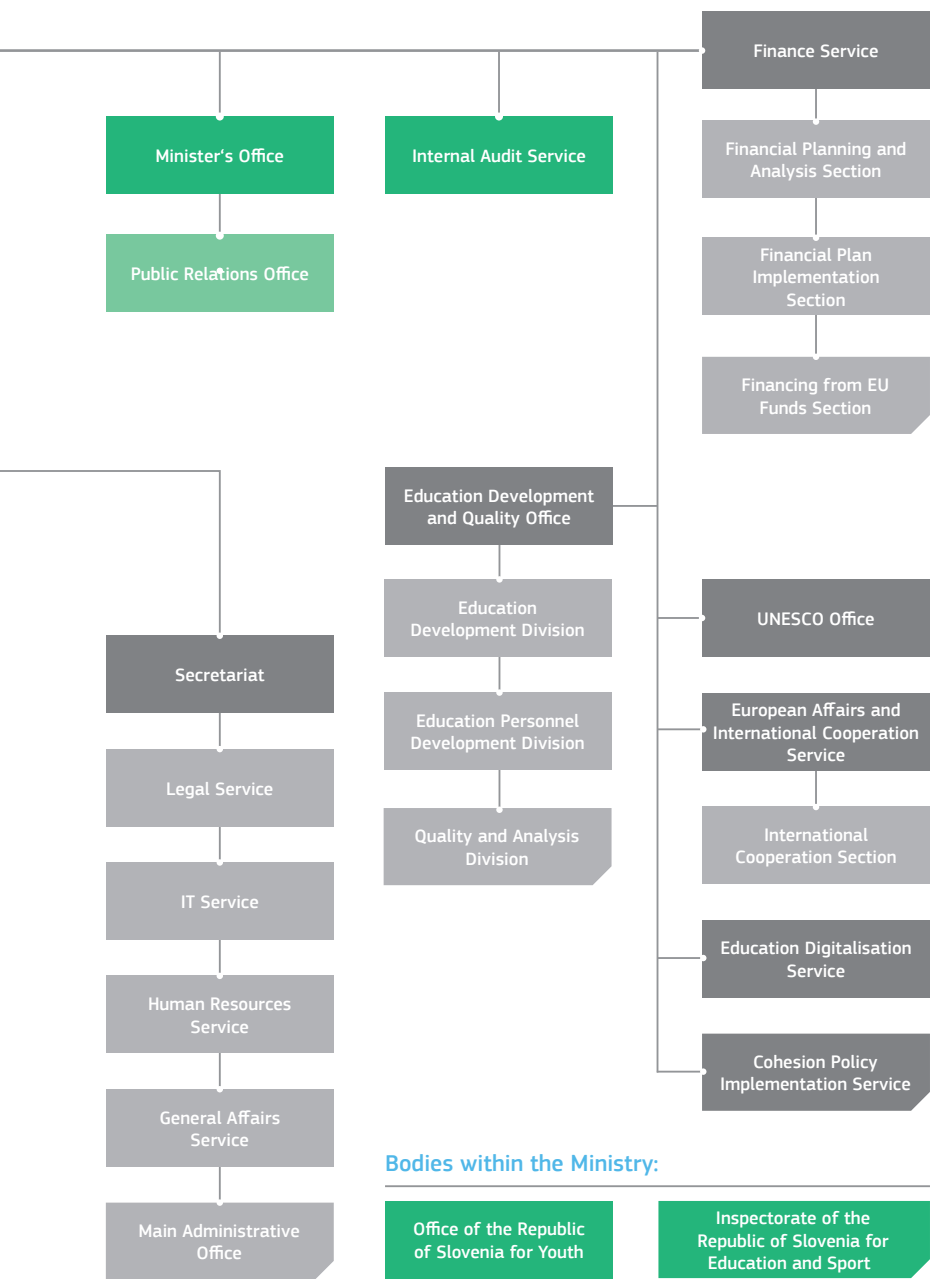 Finance Service
Minister's Office
Internal Audit Service
Financial Planning and
Analysis Section
Public Relations Office
Financial Plan
Implementation
Section
Financing from EU
Funds Section
Education Development
and Quality Office
Education
Development Division
UNESCO Office
Secretariat
Education Personnel
Development Division
European Affairs and
International Cooperation
Service
Legal Service
Quality and Analysis
Division
International
Cooperation Section
IT Service
Education Digitalisation
Service
Human Resources
Service
Cohesion Policy
Implementation Service
General Affairs
Service
Bodies within the Ministry:
Main Administrative
Office
Office of the Republic
of Slovenia for Youth
Inspectorate of the
Republic of Slovenia for
Education and Sport